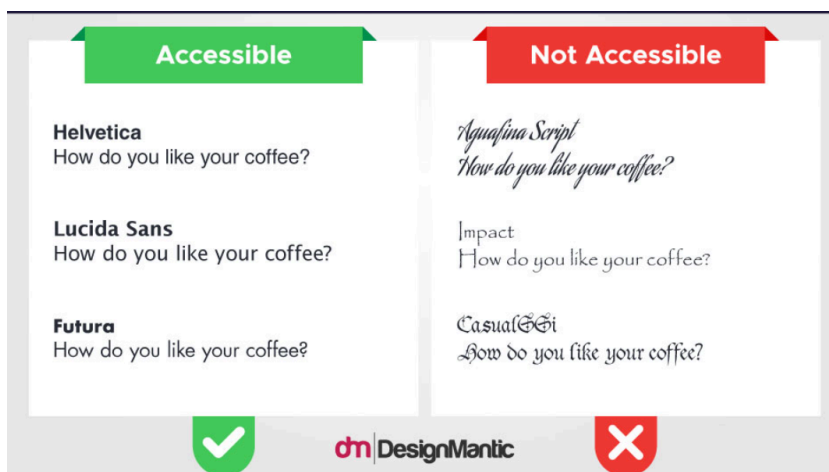 Accessible
Helvetica
How do you like your coffee?
Lucida Sans
How do you like your coffee?
Futura
How do you like your coffee?
Not Accessible
Aguafina Script
How do you like your coffee?
Impact
How do you like your coffee?
CasualSSi
How do you like your coffee?
dm DesignMantic